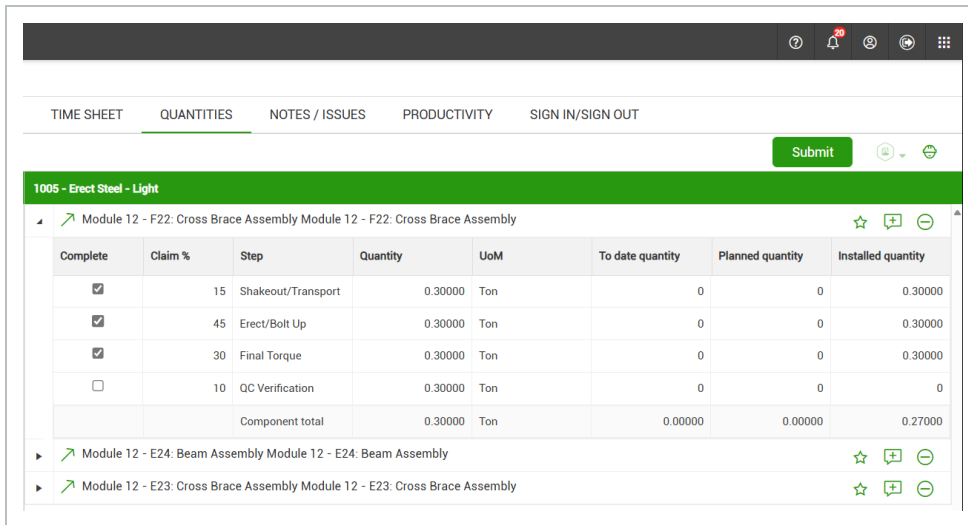 20
TIME SHEET QUANTITIES NOTES / ISSUES PRODUCTIVITY SIGN IN/SIGN OUT
Submit
1005 - Erect Steel - Light
Module 12 - F22: Cross Brace Assembly Module 12 - F22: Cross Brace Assembly
Complete Claim % Step Quantity UoM To date quantity Planned quantity Installed quantity
15 Shakeout/Transport 0.30000 Ton 0 0 0.30000
45 Erect/Bolt Up 0.30000 Ton 0 0 0.30000
30 Final Torque 0.30000 Ton 0 0 0.30000
10 QC Verification 0.30000 Ton 0 0 0
Component total 0.30000 Ton 0.00000 0.00000 0.27000
Module 12 - E24: Beam Assembly Module 12 - E24: Beam Assembly
Module 12 - E23: Cross Brace Assembly Module 12 - E23: Cross Brace Assembly